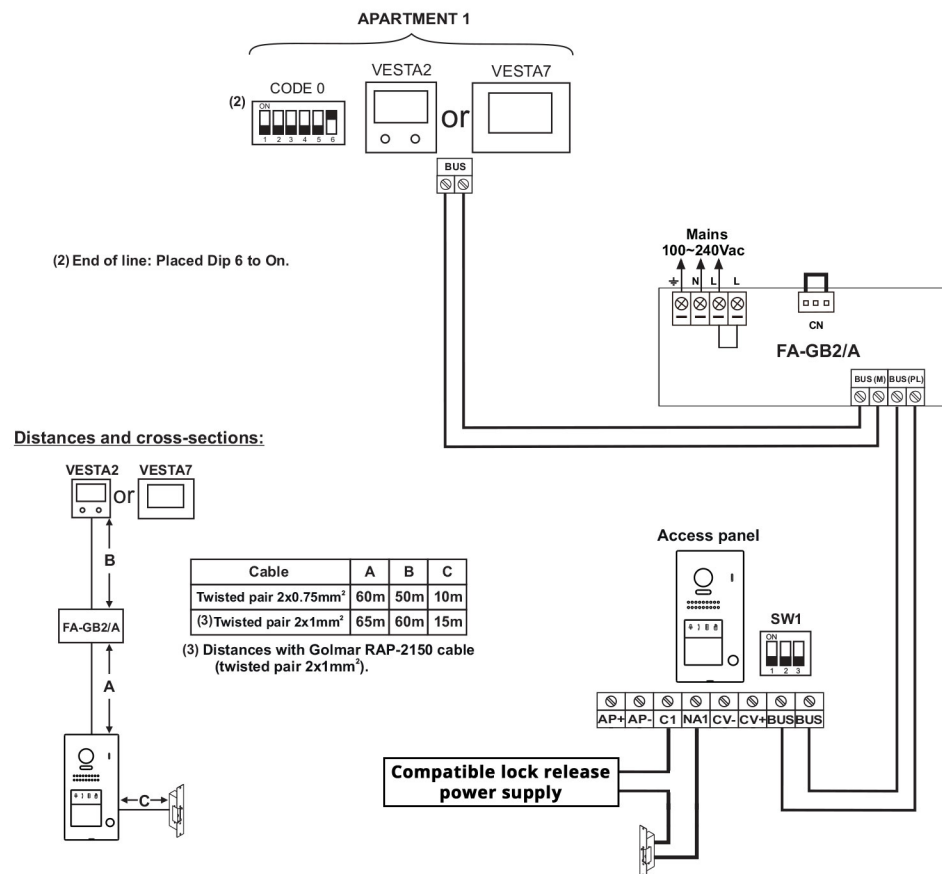 APARTMENT 1
VESTA2
VESTA7
CODE 0
(2)
ON
1 2 3 4 5 6
or
BUS
(2) End of line: Placed Dip 6 to On.
Mains
100~240Vac
N L L
CN
FA-GB2/A
BUS (M) BUS (PL)
Distances and cross-sections:
VESTA2 VESTA7
or
B
FA-GB2/A
A
C
Cable A B C
Twisted pair 2x0.75mm² 60m 50m 10m
(3) Twisted pair 2x1mm² 65m 60m 15m
(3) Distances with Golmar RAP-2150 cable
(twisted pair 2x1mm²).
Access panel
SW1
ON
1 2 3
AP+ AP- C1 NA1 CV- CV+ BUS BUS
Compatible lock release
power supply